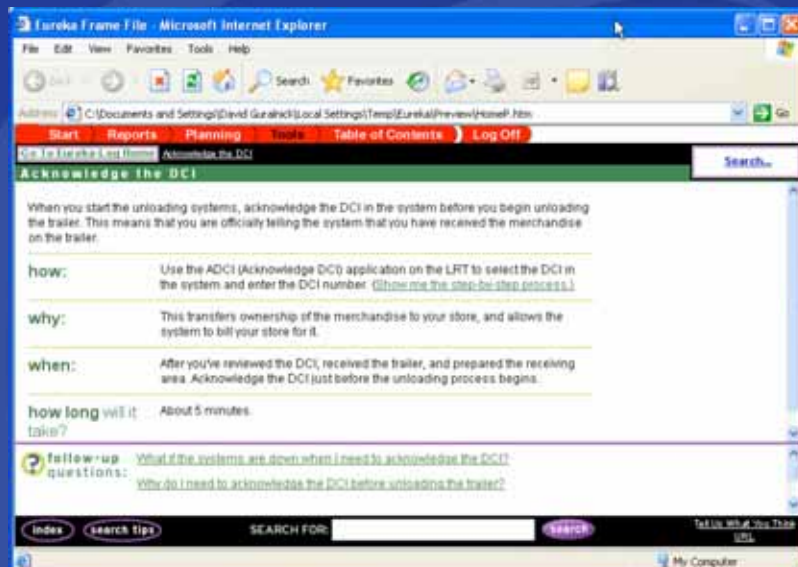 Eureka Frame File - Microsoft Internet Explorer
File Edit View Favorites Tools Help
Search Favorites
Address C:\Documents and Settings\David Guralnick\Local Settings\Temp\Eureka\Preview\HomeP.htm Go
Start Reports Planning Tools Table of Contents Log Off
Go To Eureka Log Home Acknowledge the DCI
Search...
Acknowledge the DCI
When you start the unloading systems, acknowledge the DCI in the system before you begin unloading
the trailer. This means that you are officially telling the system that you have received the merchandise
on the trailer.
how: Use the ADCI (Acknowledge DCI) application on the LRT to select the DCI in
the system and enter the DCI number. (Show me the step-by-step process.)
why: This transfers ownership of the merchandise to your store, and allows the
system to bill your store for it.
when: After you've reviewed the DCI, received the trailer, and prepared the receiving
area. Acknowledge the DCI just before the unloading process begins.
how long will it About 5 minutes.
take?
? follow-up What if the systems are down when I need to acknowledge the DCI?
questions:
Why do I need to acknowledge the DCI before unloading the trailer?
index search tips SEARCH FOR: search Tell Us What You Think
URL
My Computer